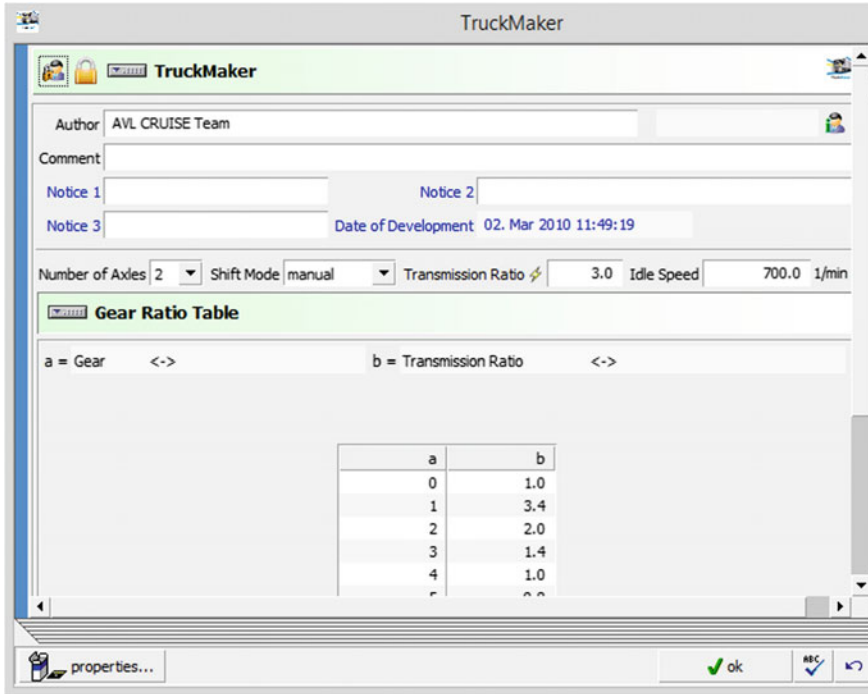 TruckMaker
TruckMaker
Author AVL CRUISE Team
Comment
Notice 1 Notice 2
Notice 3 Date of Development 02. Mar 2010 11:49:19
Number of Axles 2 Shift Mode manual Transmission Ratio 3.0 Idle Speed 700.0 1/min
Gear Ratio Table
a = Gear <-> b = Transmission Ratio <->
a b
0 1.0
1 3.4
2 2.0
3 1.4
4 1.0
properties... ok ABC